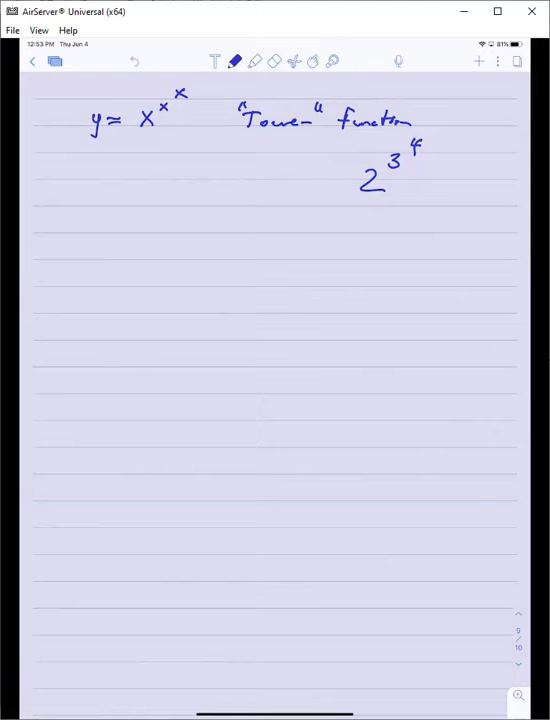 AirServer® Universal (x64)
File View Help
12:53 PM Thu Jun 4 81%
y = x^x^x "Tower" function
2^3^4
9
/
10